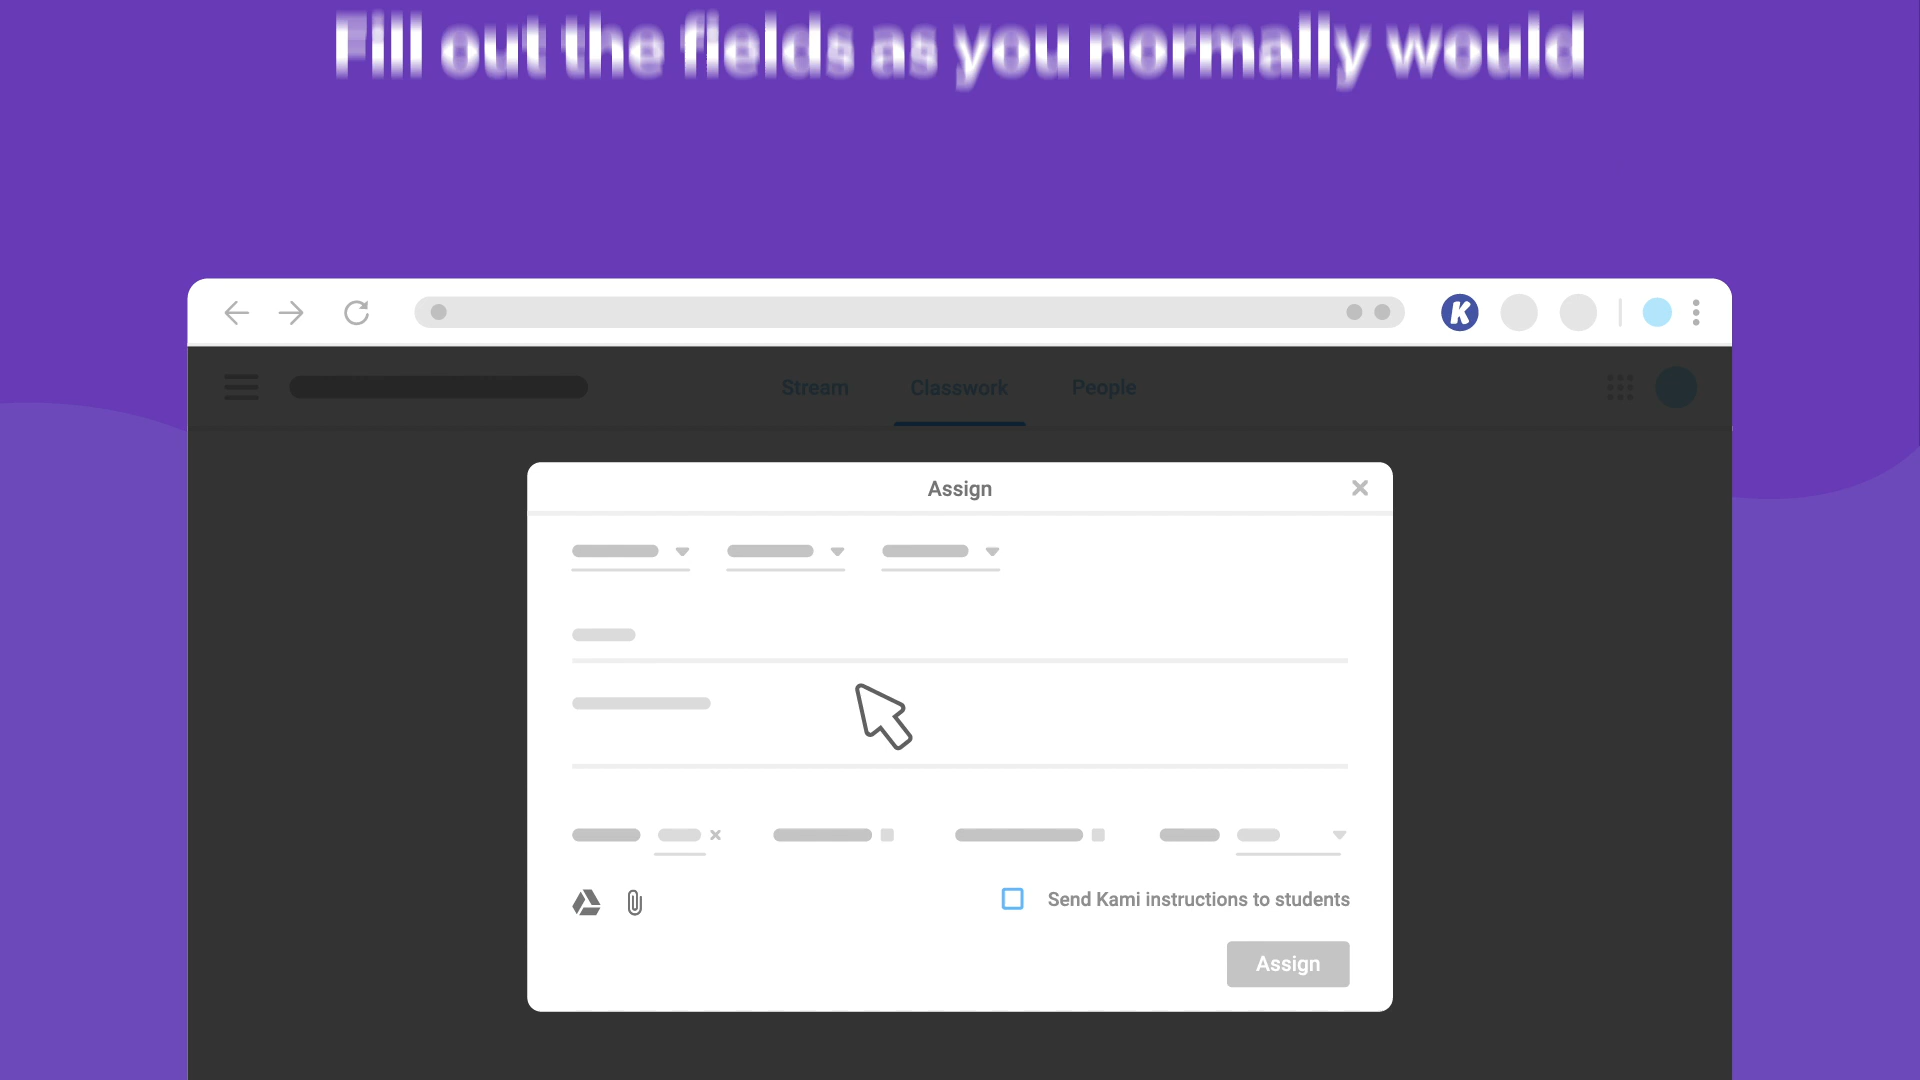 Fill out the fields as you normally would
K
Stream Classwork People
Assign
Send Kami instructions to students
Assign